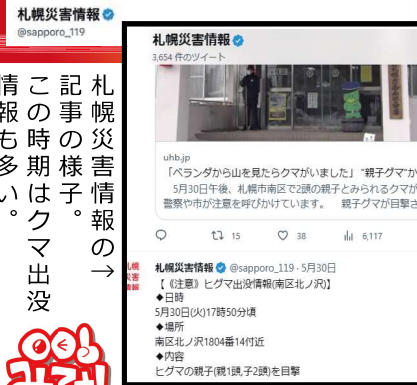 札幌災害情報
@sapporo_119
札幌災害情報の→
記事の様子。
この時期はクマ出没
情報も多い。
札幌災害情報
3,654 件のツイート
uhb.jp
「ベランダから山を見たらクマがいました」 "親子グマ"か
5月30日午後、札幌市南区で2頭の親子とみられるクマが
警察や市が注意を呼びかけています。 親子グマが目撃さ
15 38 6,117
札幌災害情報 @sapporo_119・5月30日
【《注意》ヒグマ出没情報(南区北ノ沢)】
◆日時
5月30日(火)17時50分頃
◆場所
南区北ノ沢1804番14付近
◆内容
ヒグマの親子(親1頭,子2頭)を目撃